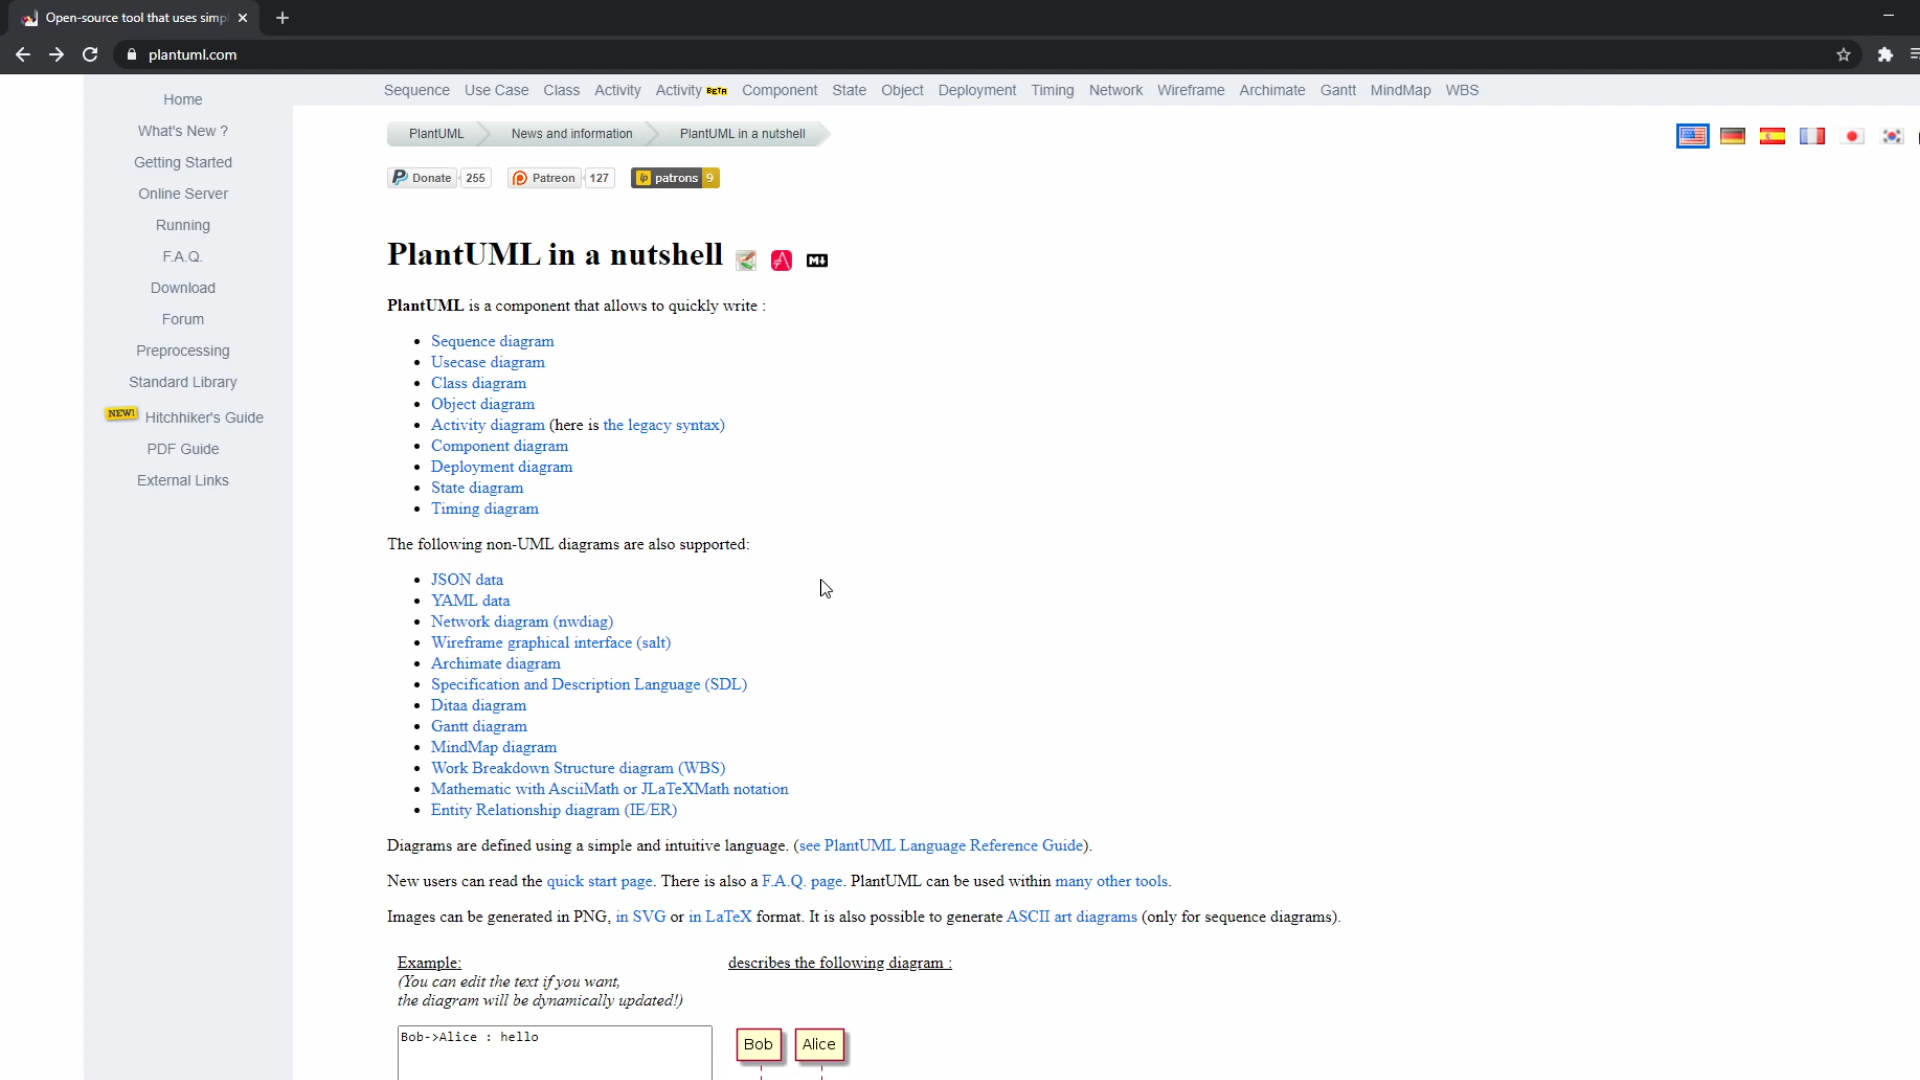 Open-source tool that uses simp
plantuml.com
Sequence Use Case Class Activity Activity BETA Component State Object Deployment Timing Network Wireframe Archimate Gantt MindMap WBS
Home
What's New ?
Getting Started
Online Server
Running
F.A.Q.
Download
Forum
Preprocessing
Standard Library
NEW! Hitchhiker's Guide
PDF Guide
External Links
PlantUML News and information PlantUML in a nutshell
Donate 255 Patreon 127 patrons 9
PlantUML in a nutshell
PlantUML is a component that allows to quickly write :
Sequence diagram
Usecase diagram
Class diagram
Object diagram
Activity diagram (here is the legacy syntax)
Component diagram
Deployment diagram
State diagram
Timing diagram
The following non-UML diagrams are also supported:
JSON data
YAML data
Network diagram (nwdiag)
Wireframe graphical interface (salt)
Archimate diagram
Specification and Description Language (SDL)
Ditaa diagram
Gantt diagram
MindMap diagram
Work Breakdown Structure diagram (WBS)
Mathematic with AsciiMath or JLaTeXMath notation
Entity Relationship diagram (IE/ER)
Diagrams are defined using a simple and intuitive language. (see PlantUML Language Reference Guide).
New users can read the quick start page. There is also a F.A.Q. page. PlantUML can be used within many other tools.
Images can be generated in PNG, in SVG or in LaTeX format. It is also possible to generate ASCII art diagrams (only for sequence diagrams).
Example:
(You can edit the text if you want,
the diagram will be dynamically updated!)
describes the following diagram :
Bob->Alice : hello
Bob Alice